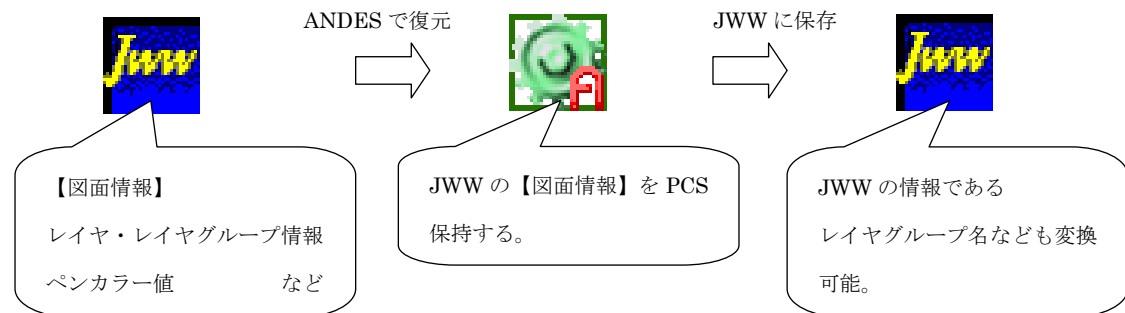 ANDES で復元
JWW に保存
Jww
Jww
【図面情報】
レイヤ・レイヤグループ情報
ペンカラー値 など
JWW の【図面情報】を PCS
保持する。
JWW の情報である
レイヤグループ名なども変換
可能。